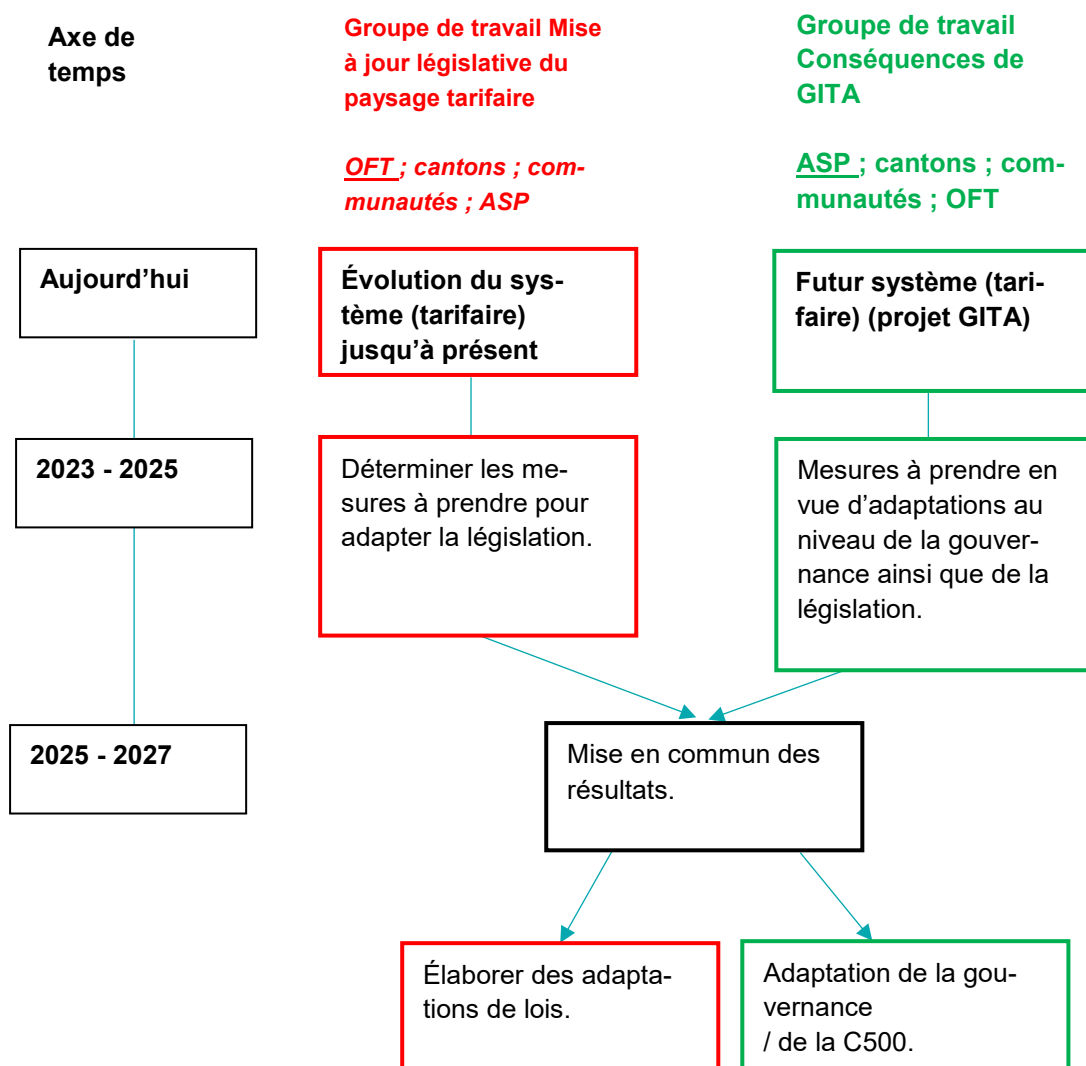 Axe de
temps
Groupe de travail Mise
à jour législative du
paysage tarifaire
OFT ; cantons ; com-
munautés ; ASP
Groupe de travail
Conséquences de
GITA
ASP ; cantons ; com-
munautés ; OFT
Aujourd’hui
Évolution du sys-
tème (tarifaire)
jusqu’à présent
Futur système (tari-
faire) (projet GITA)
2023 - 2025
Déterminer les me-
sures à prendre pour
adapter la législation.
Mesures à prendre en
vue d’adaptations au
niveau de la gouver-
nance ainsi que de la
législation.
2025 - 2027
Mise en commun des
résultats.
Élaborer des adapta-
tions de lois.
Adaptation de la gou-
vernance
/ de la C500.